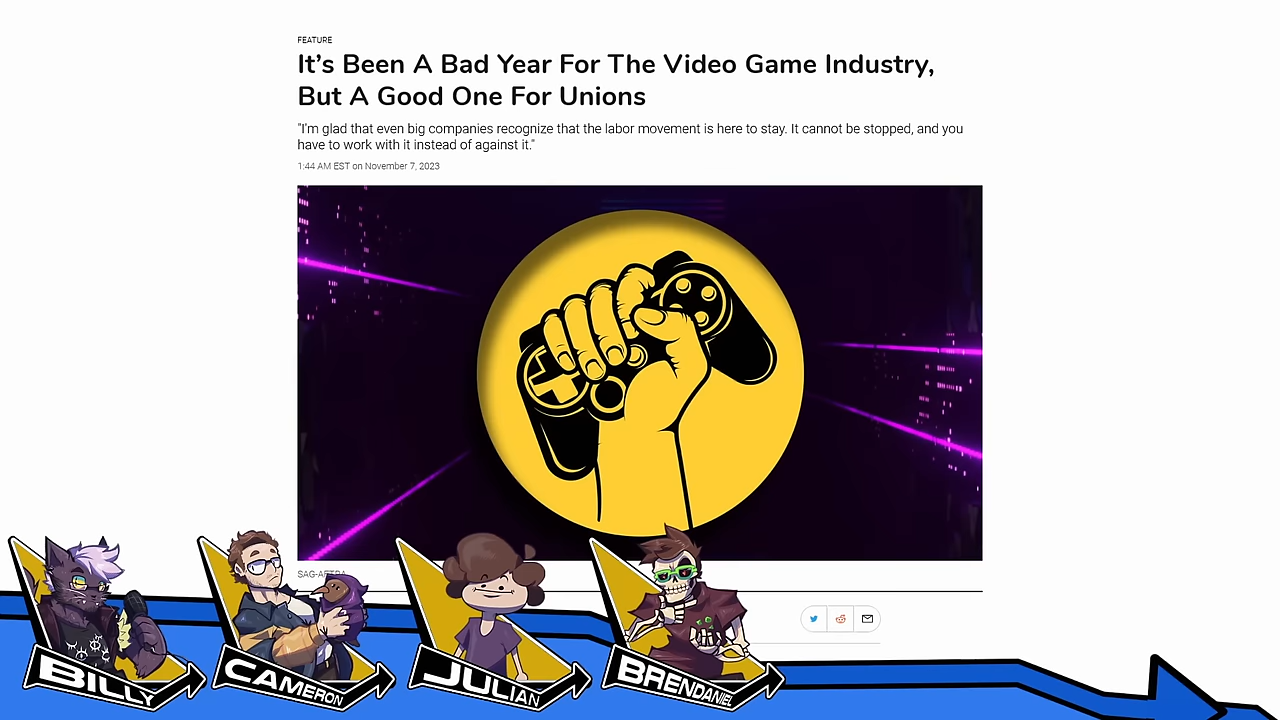 FEATURE
It's Been A Bad Year For The Video Game Industry,
But A Good One For Unions
"I'm glad that even big companies recognize that the labor movement is here to stay. It cannot be stopped, and you
have to work with it instead of against it."
1:44 AM EST on November 7, 2023
SAG-AFTRA
BILLY
CAMERON
JULIAN
BRENDANIEL